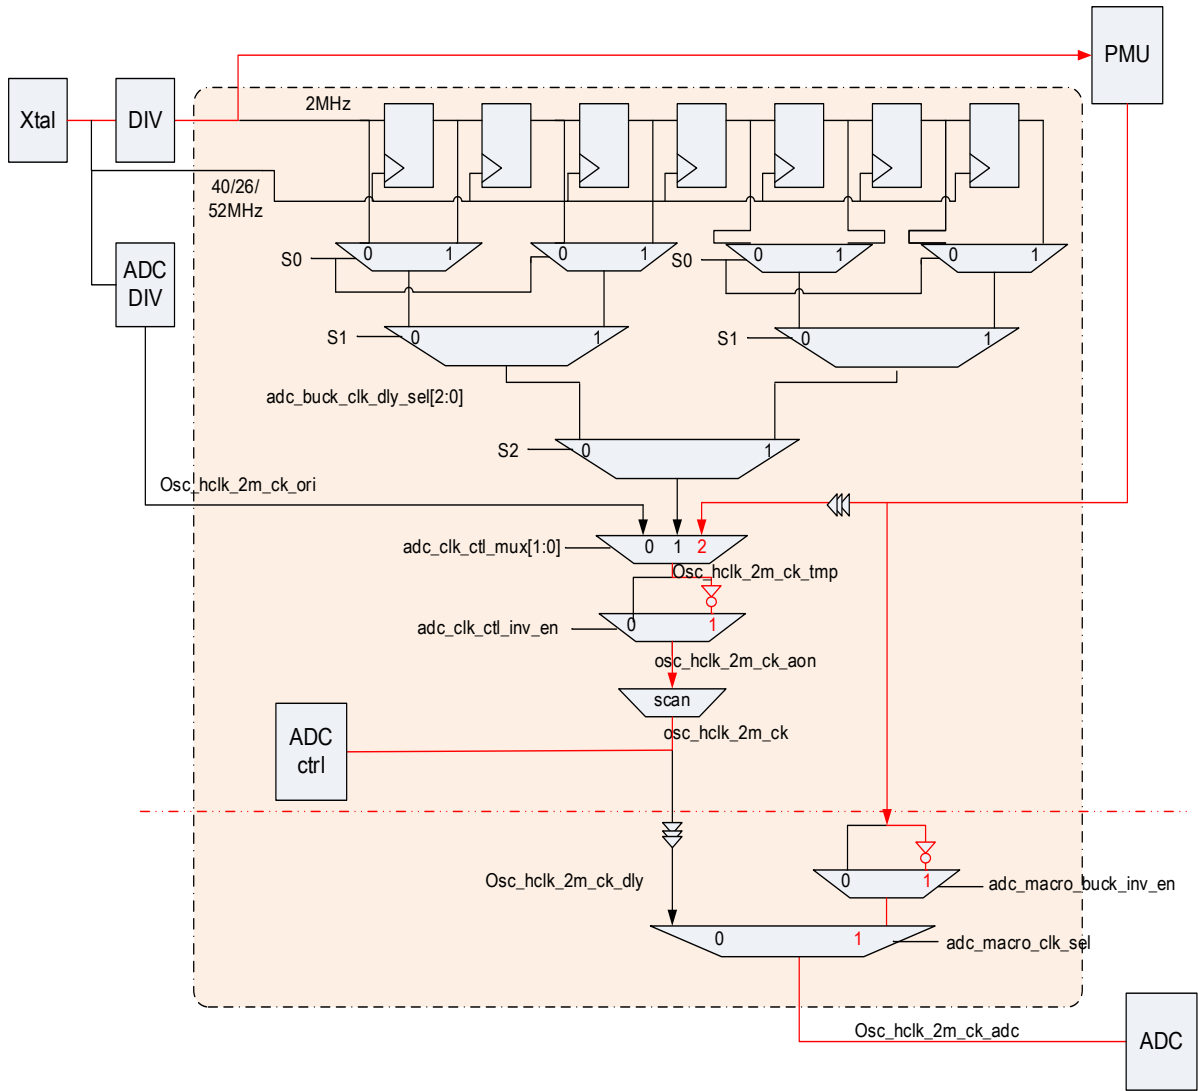 PMU
Xtal
DIV
2MHz
40/26/
52MHz
ADC
DIV
S0
0
1
0
1
S0
0
1
0
1
S1
0
1
S1
0
1
adc_buck_clk_dly_sel[2:0]
S2
0
1
Osc_hclk_2m_ck_ori
adc_clk_ctl_mux[1:0]
0
1
2
Osc_hclk_2m_ck_tmp
adc_clk_ctl_inv_en
0
1
osc_hclk_2m_ck_aon
scan
osc_hclk_2m_ck
ADC
ctrl
Osc_hclk_2m_ck_dly
0
1
adc_macro_buck_inv_en
0
1
adc_macro_clk_sel
Osc_hclk_2m_ck_adc
ADC